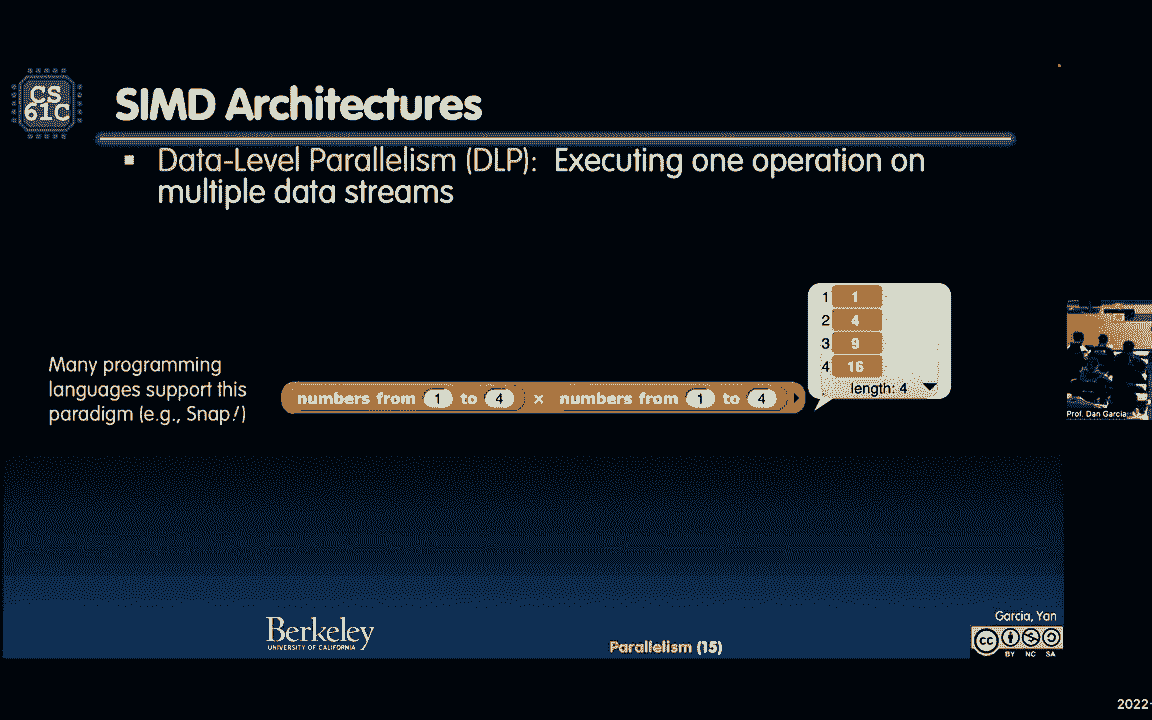 CS
61C
SIMD Architectures
Data-Level Parallelism (DLP): Executing one operation on
multiple data streams
Many programming
languages support this
paradigm (e.g., Snap!)
numbers from 1 to 4 × numbers from 1 to 4
1 1
2 4
3 9
4 16
length: 4
Prof. Dan Garcia
Berkeley
UNIVERSITY OF CALIFORNIA
Parallelism (15)
Garcia, Yan
cc
BY NC SA
2022-